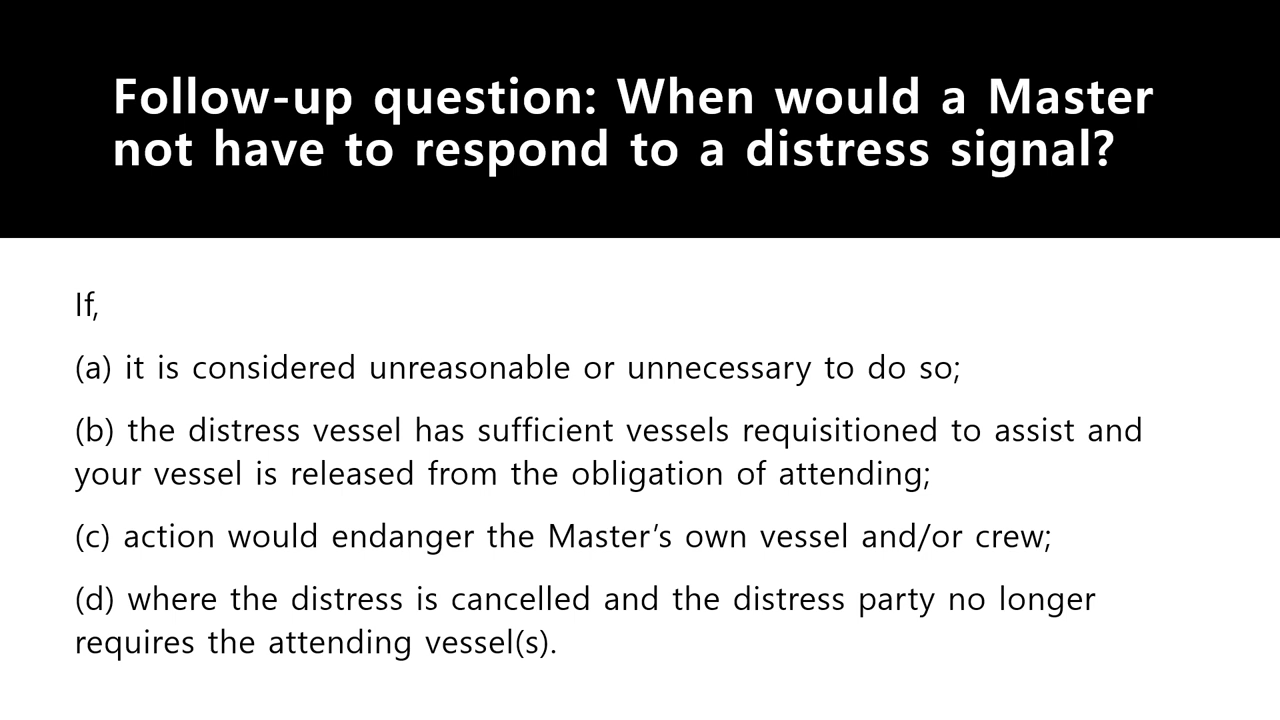 Follow-up question: When would a Master
not have to respond to a distress signal?
If,
(a) it is considered unreasonable or unnecessary to do so;
(b) the distress vessel has sufficient vessels requisitioned to assist and
your vessel is released from the obligation of attending;
(c) action would endanger the Master’s own vessel and/or crew;
(d) where the distress is cancelled and the distress party no longer
requires the attending vessel(s).